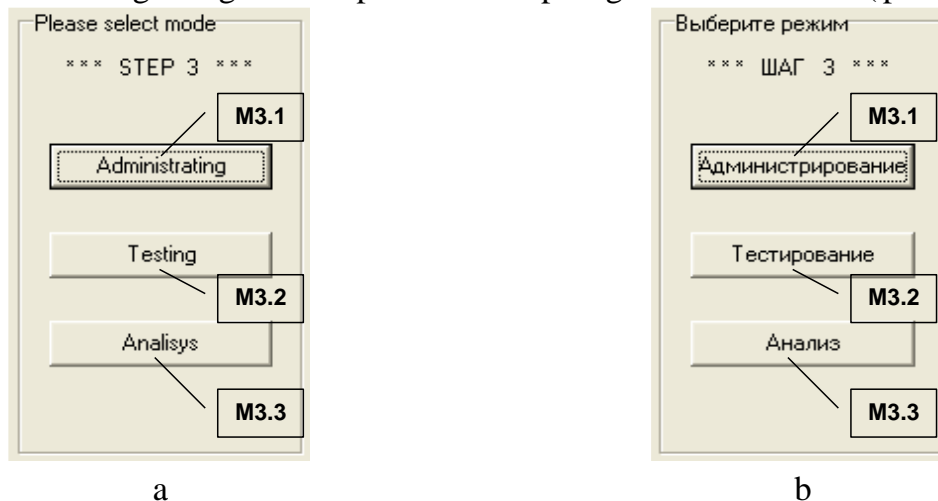 Please select mode
*** STEP 3 ***
M3.1
Administrating
Testing
M3.2
Analisys
M3.3
a
Выберите режим
*** ШАГ 3 ***
M3.1
Администрирование
Тестирование
M3.2
Анализ
M3.3
b